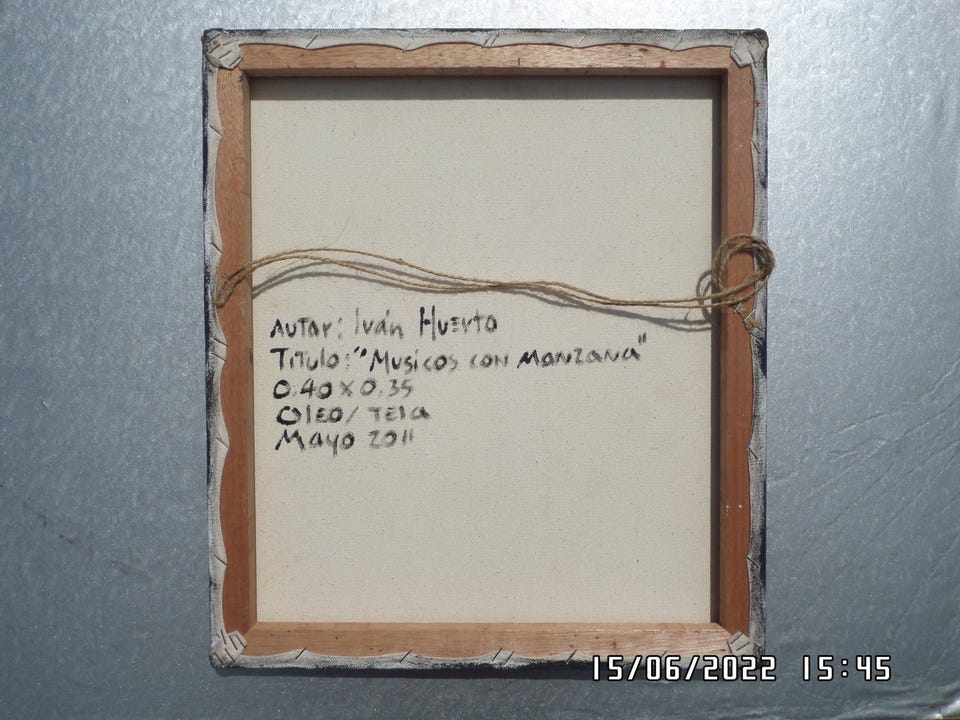 Autor: Iván Huerto
Titulo: "Musicos con manzana"
0.40 x 0.35
OLEO/ TELA
Mayo 2011
15/06/2022 15:45